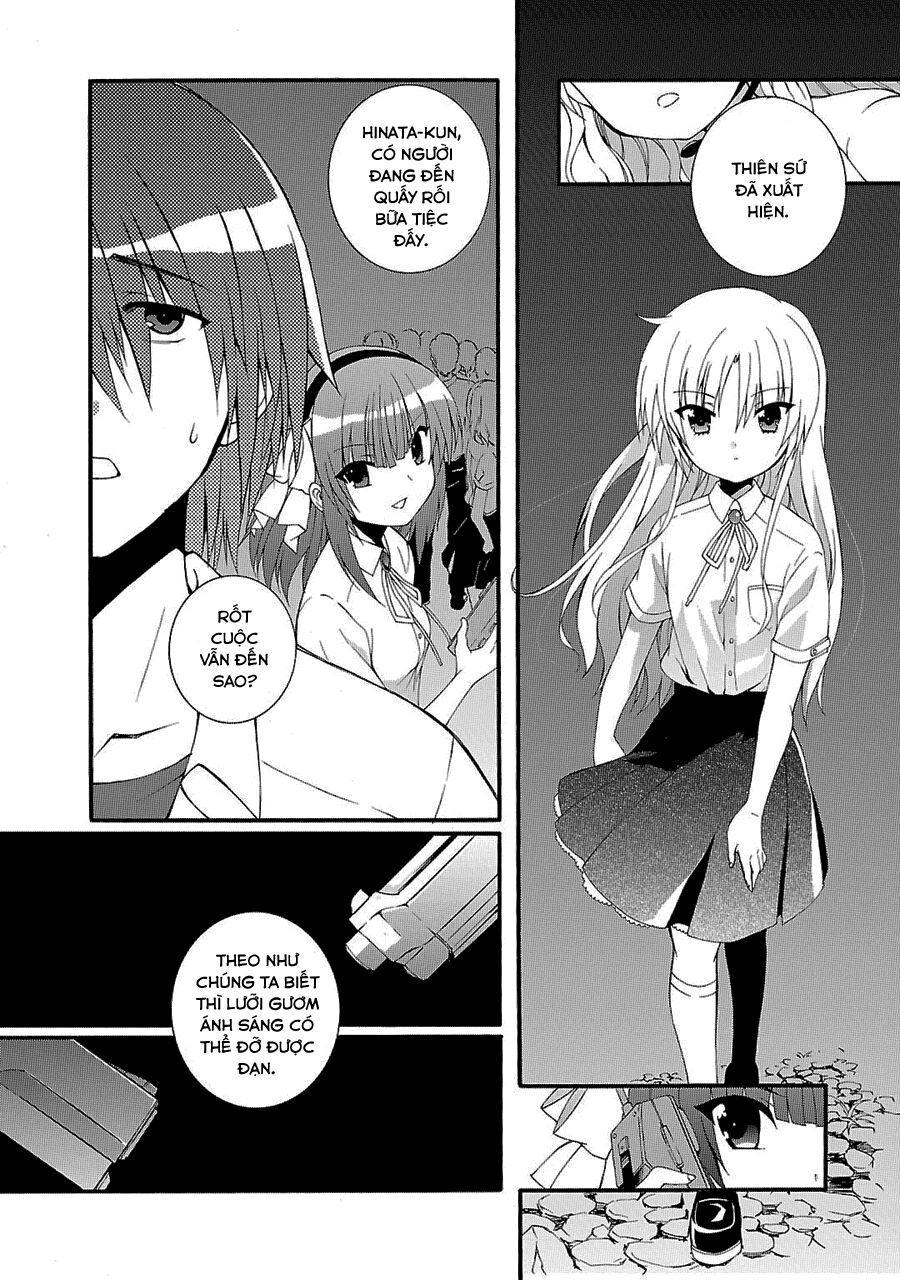 THIÊN SỨ
ĐÃ XUẤT
HIỆN.
HINATA-KUN,
CÓ NGƯỜI
ĐANG ĐẾN
QUẤY RỐI
BỮA TIỆC
ĐẤY.
RỐT
CUỘC
VẪN ĐẾN
SAO?
THEO NHƯ
CHÚNG TA BIẾT
THÌ LƯỠI GƯƠM
ÁNH SÁNG CÓ
THỂ ĐỠ ĐƯỢC
ĐẠN.